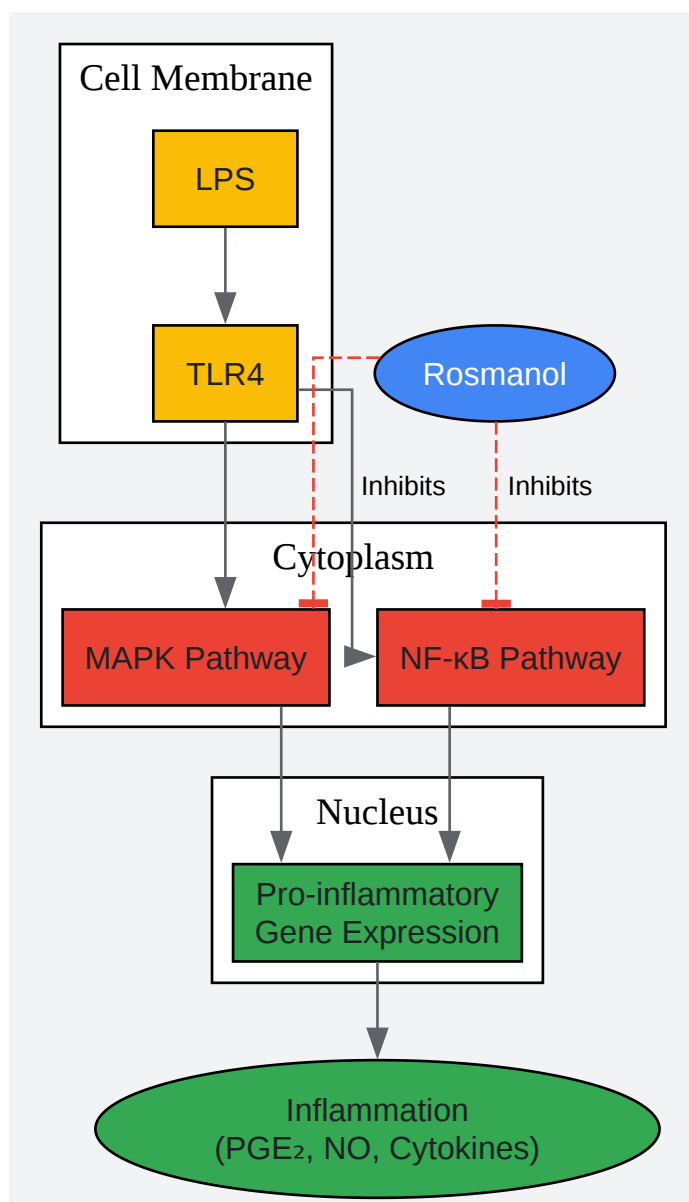 Cell Membrane
LPS
TLR4
Rosmanol
Inhibits
Inhibits
Cytoplasm
MAPK Pathway
NF-κB Pathway
Nucleus
Pro-inflammatory
Gene Expression
Inflammation
(PGE₂, NO, Cytokines)